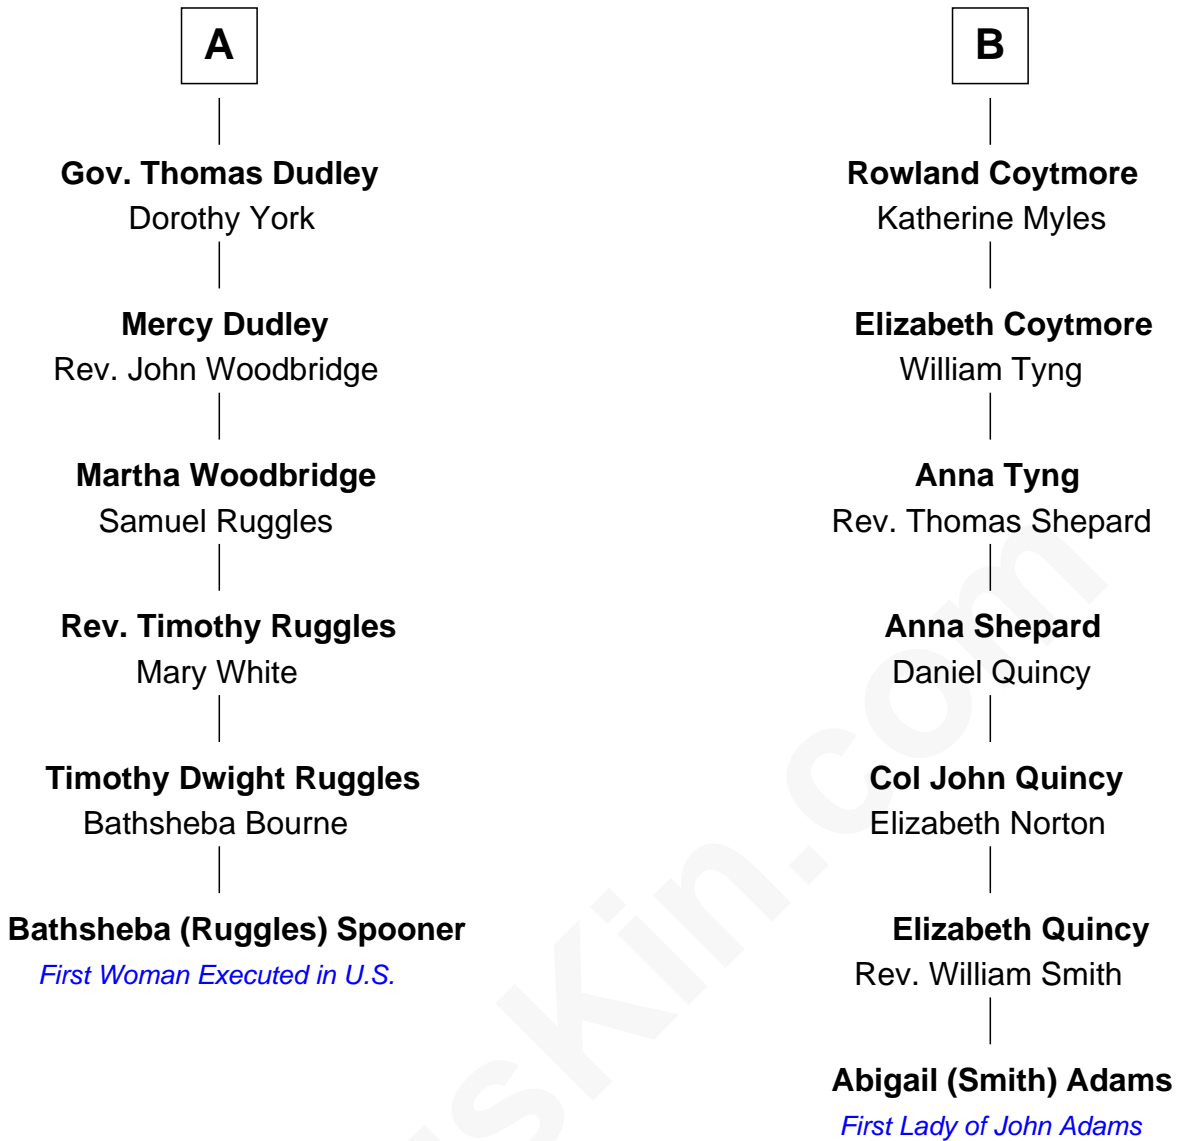 A
Gov. Thomas Dudley
Dorothy York
Mercy Dudley
Rev. John Woodbridge
Martha Woodbridge
Samuel Ruggles
Rev. Timothy Ruggles
Mary White
Timothy Dwight Ruggles
Bathsheba Bourne
Bathsheba (Ruggles) Spooner
First Woman Executed in U.S.
B
Rowland Coytmore
Katherine Myles
Elizabeth Coytmore
William Tyng
Anna Tyng
Rev. Thomas Shepard
Anna Shepard
Daniel Quincy
Col John Quincy
Elizabeth Norton
Elizabeth Quincy
Rev. William Smith
Abigail (Smith) Adams
First Lady of John Adams
usKin.com